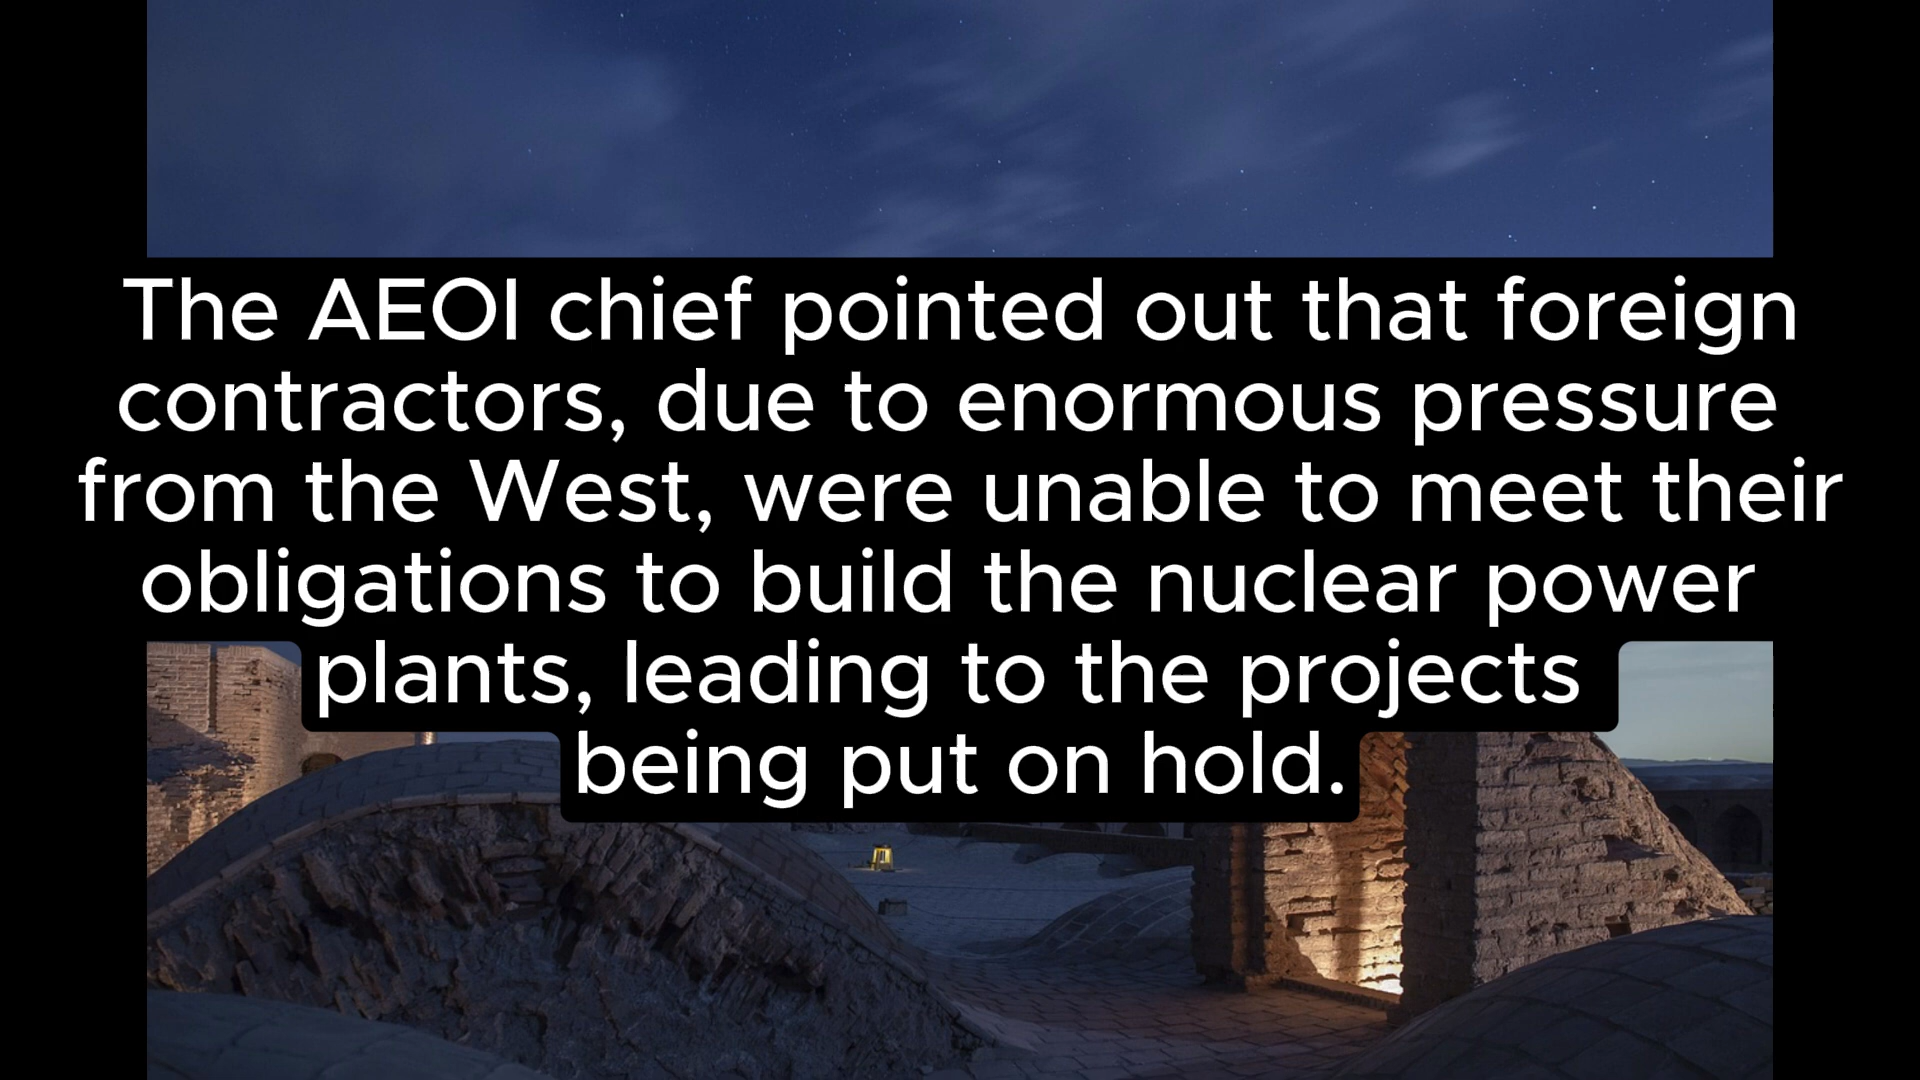 The AEOI chief pointed out that foreign
contractors, due to enormous pressure
from the West, were unable to meet their
obligations to build the nuclear power
plants, leading to the projects
being put on hold.